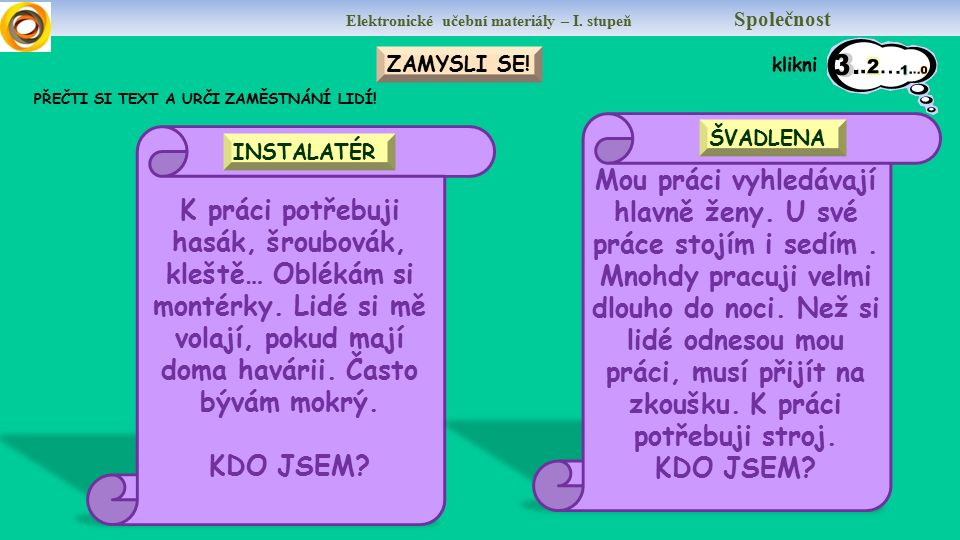 Elektronické učební materiály – I. stupeň Společnost
ZAMYSLI SE!
klikni
3..2...1...0
PŘEČTI SI TEXT A URČI ZAMĚSTNÁNÍ LIDÍ!
INSTALATÉR
K práci potřebuji
hasák, šroubovák,
kleště… Oblékám si
montérky. Lidé si mě
volají, pokud mají
doma havárii. Často
bývám mokrý.
KDO JSEM?
ŠVADLENA
Mou práci vyhledávají
hlavně ženy. U své
práce stojím i sedím .
Mnohdy pracuji velmi
dlouho do noci. Než si
lidé odnesou mou
práci, musí přijít na
zkoušku. K práci
potřebuji stroj.
KDO JSEM?